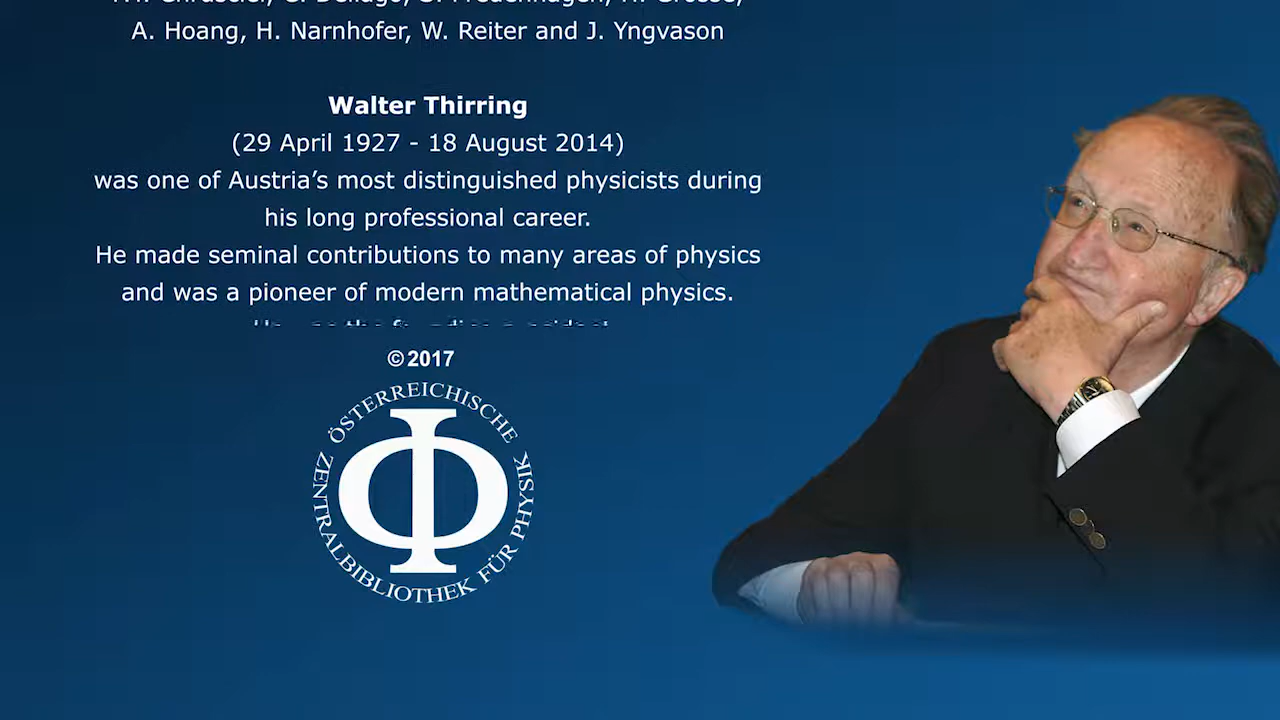 A. Hoang, H. Narnhofer, W. Reiter and J. Yngvason
Walter Thirring
(29 April 1927 - 18 August 2014)
was one of Austria’s most distinguished physicists during
his long professional career.
He made seminal contributions to many areas of physics
and was a pioneer of modern mathematical physics.
© 2017
ÖSTERREICHISCHE
ZENTRALBIBLIOTHEK FÜR PHYSIK
Φ